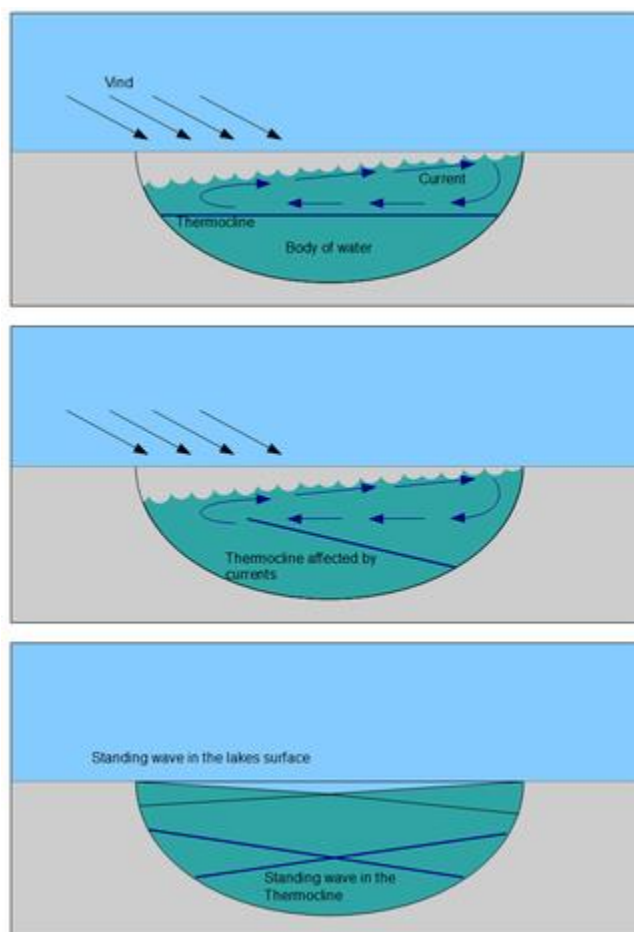 Vind
Current
Thermocline
Body of water
Thermocline affected by
currents
Standing wave in the lakes surface
Standing wave in the
Thermocline